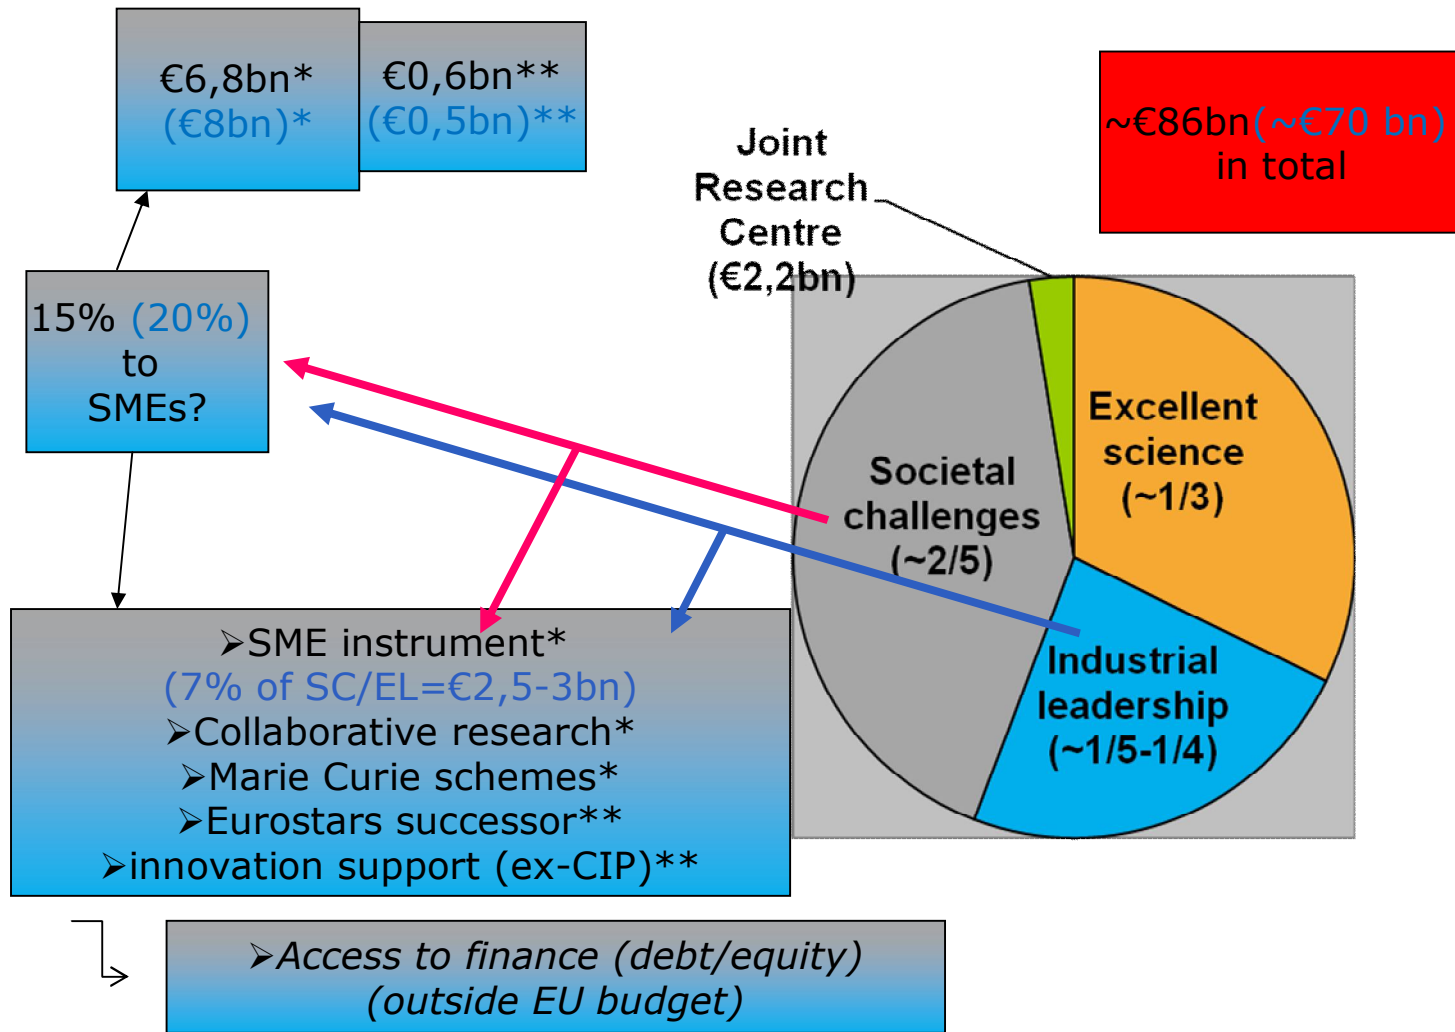 €6,8bn*
(€8bn)*
€0,6bn**
(€0,5bn)**
~€86bn(~€70 bn)
in total
Joint
Research
Centre
(€2,2bn)
15% (20%)
to
SMEs?
Excellent
science
(~1/3)
Societal
challenges
(~2/5)
Industrial
leadership
(~1/5-1/4)
➢SME instrument*
(7% of SC/EL=€2,5-3bn)
➢Collaborative research*
➢Marie Curie schemes*
➢Eurostars successor**
➢innovation support (ex-CIP)**
➢Access to finance (debt/equity)
(outside EU budget)